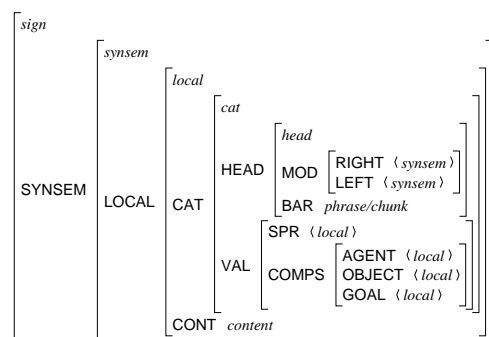 sign
synsem
local
cat
head
RIGHT 〈 synsem 〉
HEAD MOD
LEFT 〈 synsem 〉
SYNSEM LOCAL CAT
BAR phrase/chunk
SPR 〈 local 〉
AGENT 〈 local 〉
VAL COMPS OBJECT 〈 local 〉
GOAL 〈 local 〉
CONT content